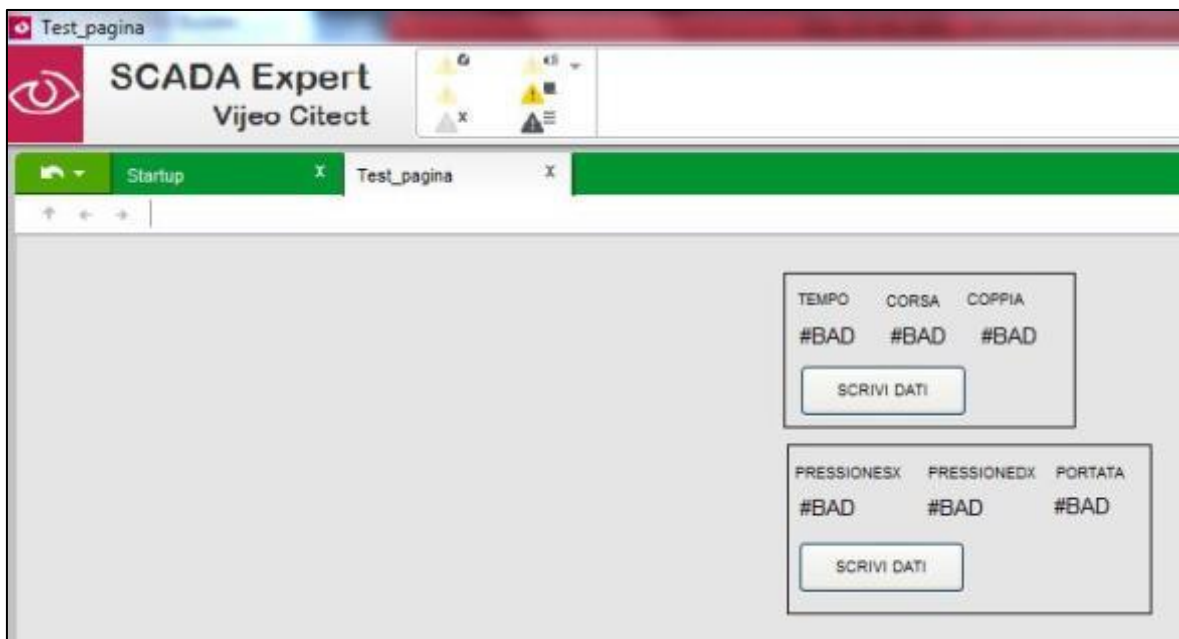 Test_pagina
SCADA Expert
Vijeo Citect
Startup x Test_pagina x
TEMPO CORSA COPPIA
#BAD #BAD #BAD
SCRIVI DATI
PRESSIONESX PRESSIONEDX PORTATA
#BAD #BAD #BAD
SCRIVI DATI